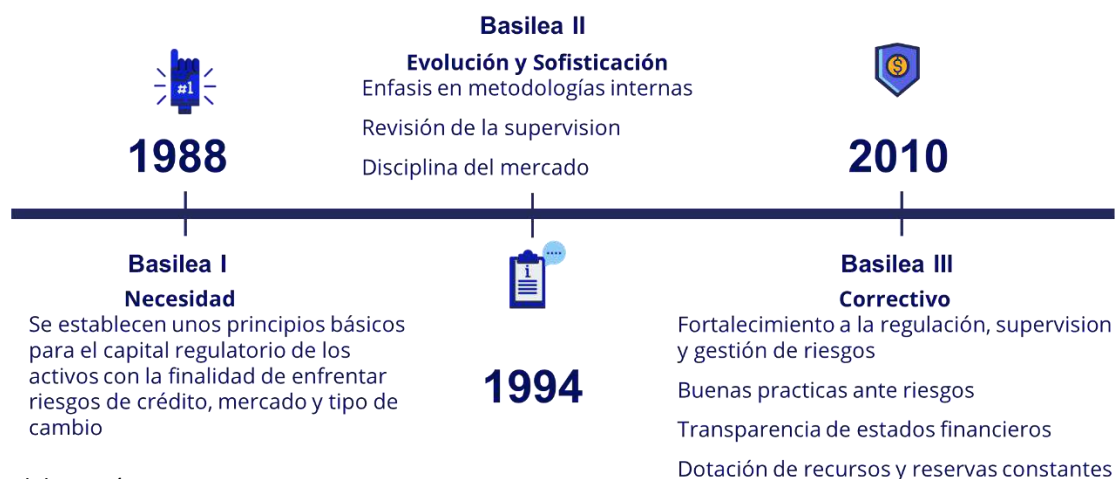 Basilea II
Evolución y Sofisticación
Enfasis en metodologías internas
Revisión de la supervision
Disciplina del mercado
#1
1988
$
2010
Basilea I
Necesidad
Se establecen unos principios básicos
para el capital regulatorio de los
activos con la finalidad de enfrentar
riesgos de crédito, mercado y tipo de
cambio
i
1994
Basilea III
Correctivo
Fortalecimiento a la regulación, supervision
y gestión de riesgos
Buenas practicas ante riesgos
Transparencia de estados financieros
Dotación de recursos y reservas constantes